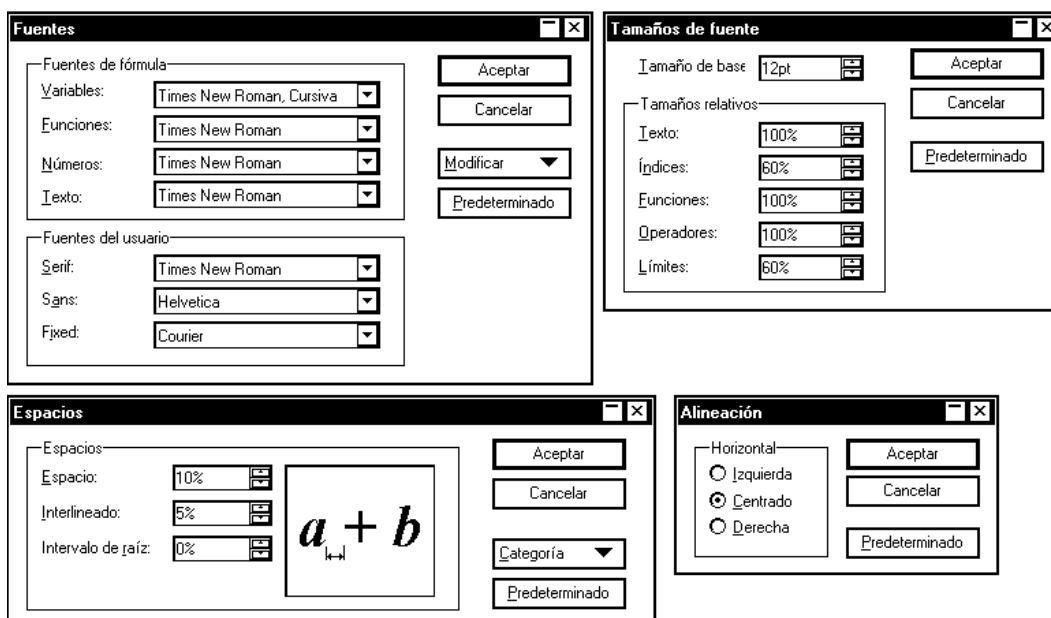 Fuentes
Fuentes de fórmula
Variables: Times New Roman, Cursiva
Funciones: Times New Roman
Números: Times New Roman
Texto: Times New Roman
Aceptar
Cancelar
Modificar
Predeterminado
Fuentes del usuario
Serif: Times New Roman
Sans: Helvetica
Fixed: Courier
Tamaños de fuente
Tamaño de base 12pt
Tamaños relativos
Texto: 100%
Índices: 60%
Funciones: 100%
Operadores: 100%
Límites: 60%
Aceptar
Cancelar
Predeterminado
Espacios
Espacios
Espacio: 10%
Interlineado: 5%
Intervalo de raíz: 0%
a + b
Aceptar
Cancelar
Categoría
Predeterminado
Alineación
Horizontal
Izquierda
Centrado
Derecha
Aceptar
Cancelar
Predeterminado